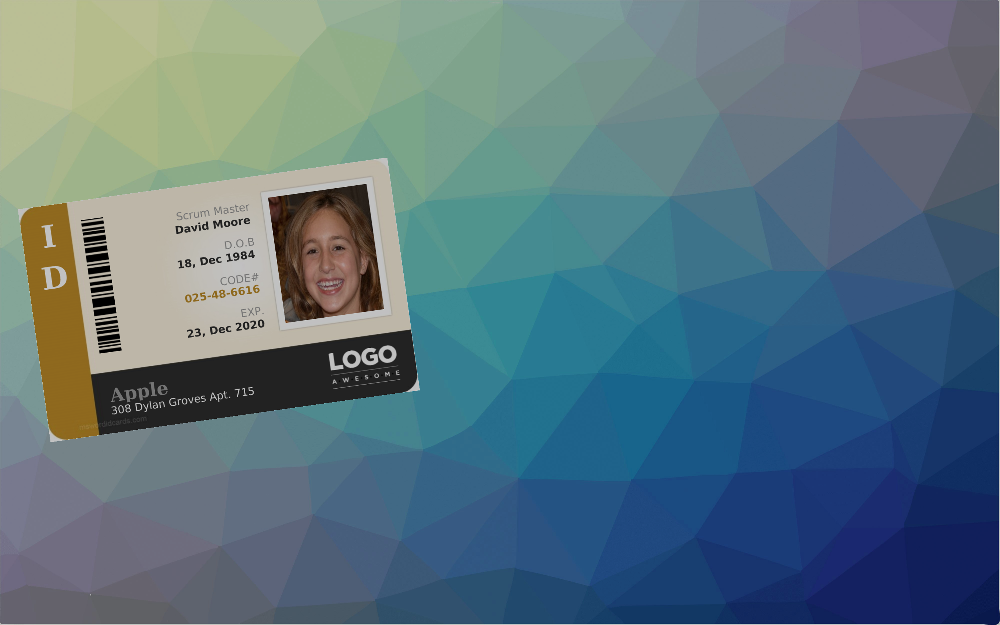 I
D
Scrum Master
David Moore
D.O.B
18, Dec 1984
CODE#
025-48-6616
EXP.
23, Dec 2020
Apple
308 Dylan Groves Apt. 715
LOGO
AWESOME